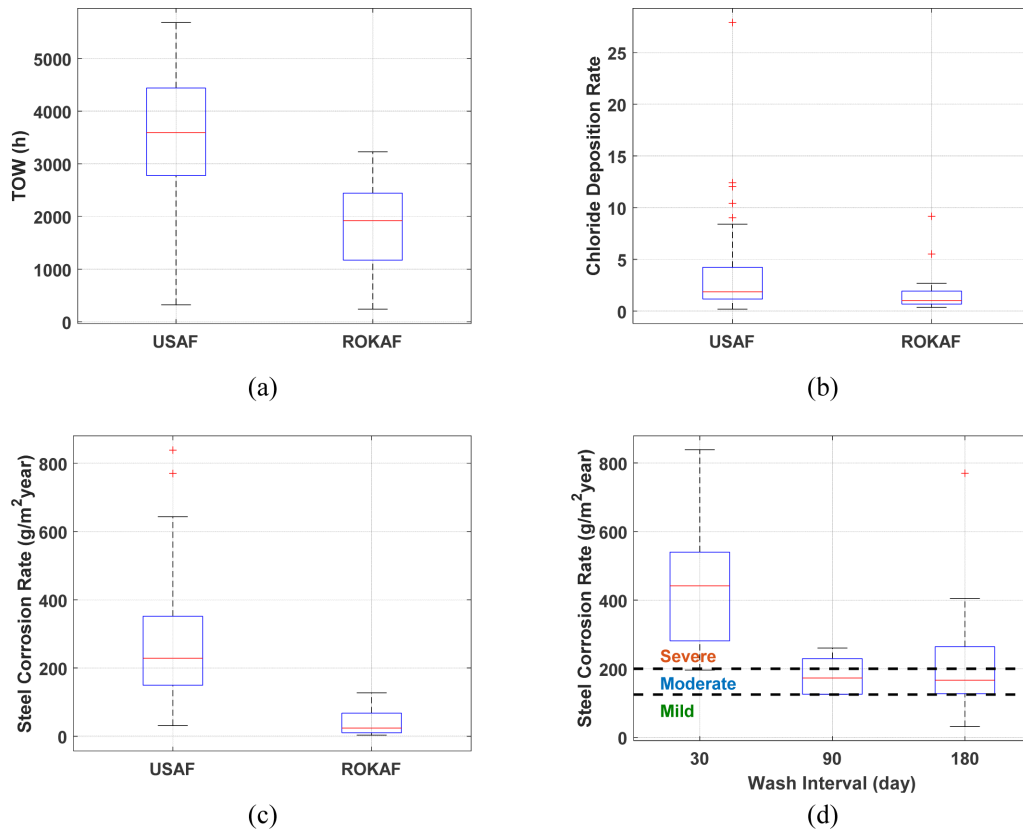 TOW (h)
5000
4000
3000
2000
1000
0
USAF ROKAF
(a)
Chloride Deposition Rate
25
20
15
10
5
0
USAF ROKAF
(b)
Steel Corrosion Rate (g/m²year)
800
600
400
200
0
USAF ROKAF
(c)
Steel Corrosion Rate (g/m²year)
800
600
400
200
0
Severe
Moderate
Mild
30 90 180
Wash Interval (day)
(d)